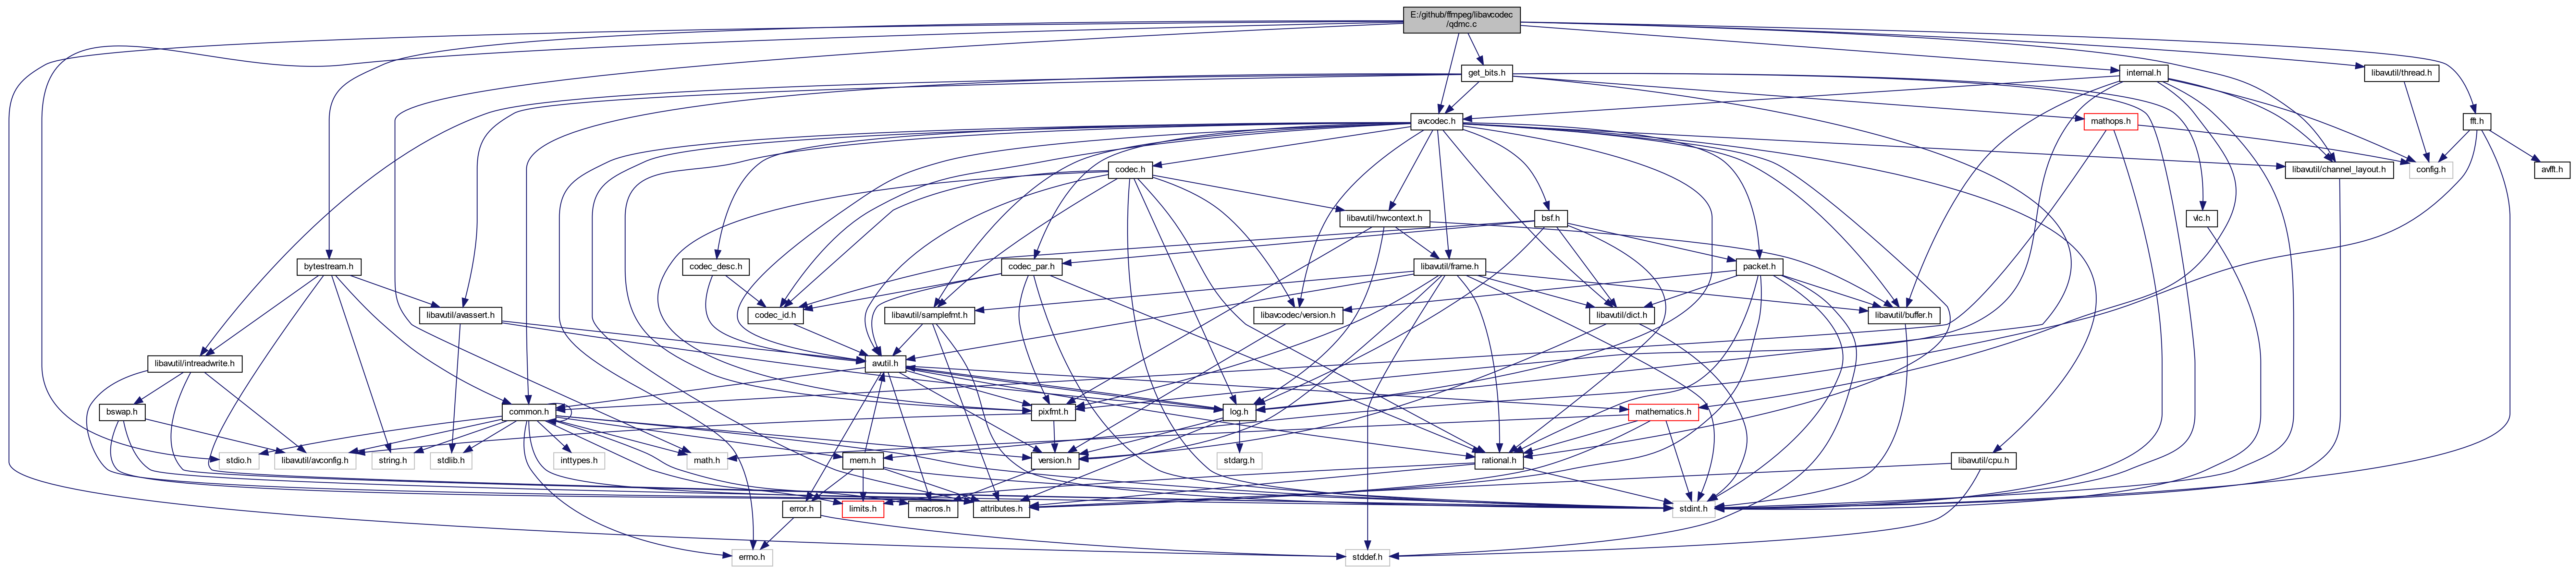 E:/github/ffmpeg/libavcodec
/qdmc.c
get_bits.h
internal.h
libavutil/thread.h
avcodec.h
mathops.h
fft.h
codec.h
libavutil/channel_layout.h
config.h
avfft.h
libavutil/hwcontext.h
bsf.h
vlc.h
bytestream.h
codec_desc.h
codec_par.h
libavutil/frame.h
packet.h
libavutil/avassert.h
codec_id.h
libavutil/samplefmt.h
libavcodec/version.h
libavutil/dict.h
libavutil/buffer.h
libavutil/intreadwrite.h
avutil.h
bswap.h
common.h
pixfmt.h
log.h
mathematics.h
stdio.h
libavutil/avconfig.h
string.h
stdlib.h
inttypes.h
math.h
mem.h
version.h
stdarg.h
rational.h
libavutil/cpu.h
error.h
limits.h
macros.h
attributes.h
stdint.h
errno.h
stddef.h